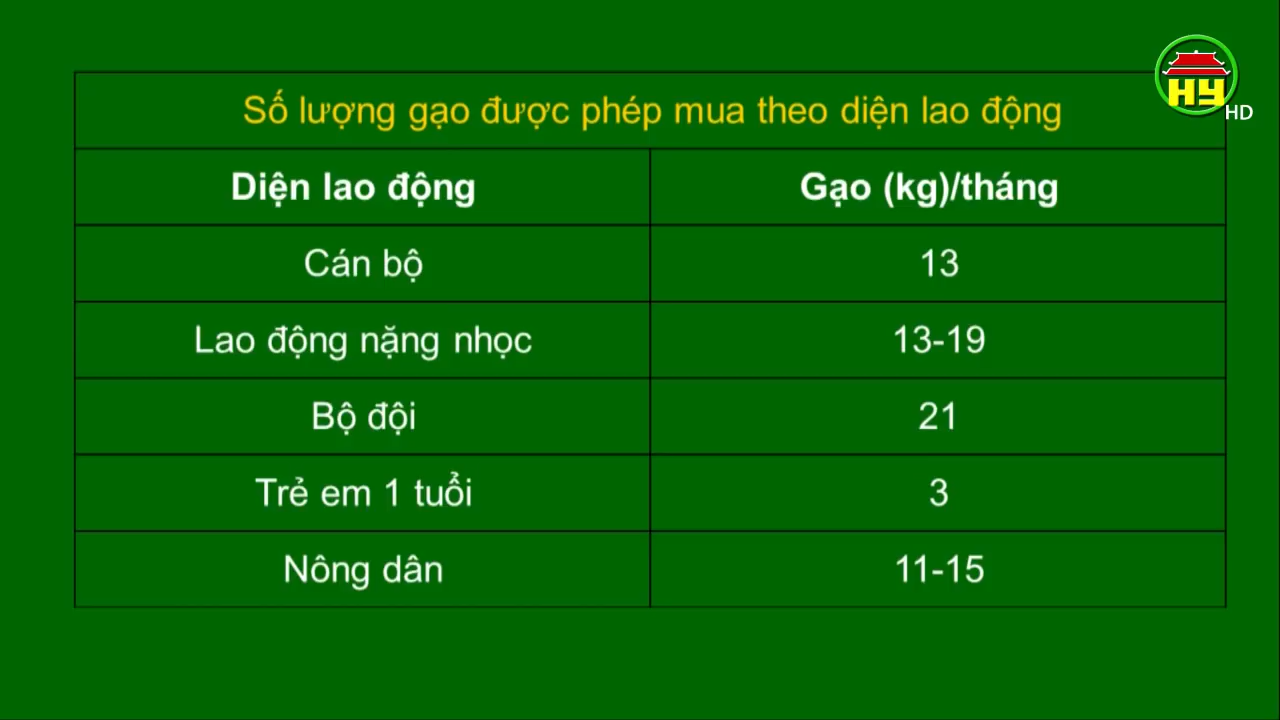 HY
HD
Số lượng gạo được phép mua theo diện lao động
Diện lao động Gạo (kg)/tháng
Cán bộ 13
Lao động nặng nhọc 13-19
Bộ đội 21
Trẻ em 1 tuổi 3
Nông dân 11-15